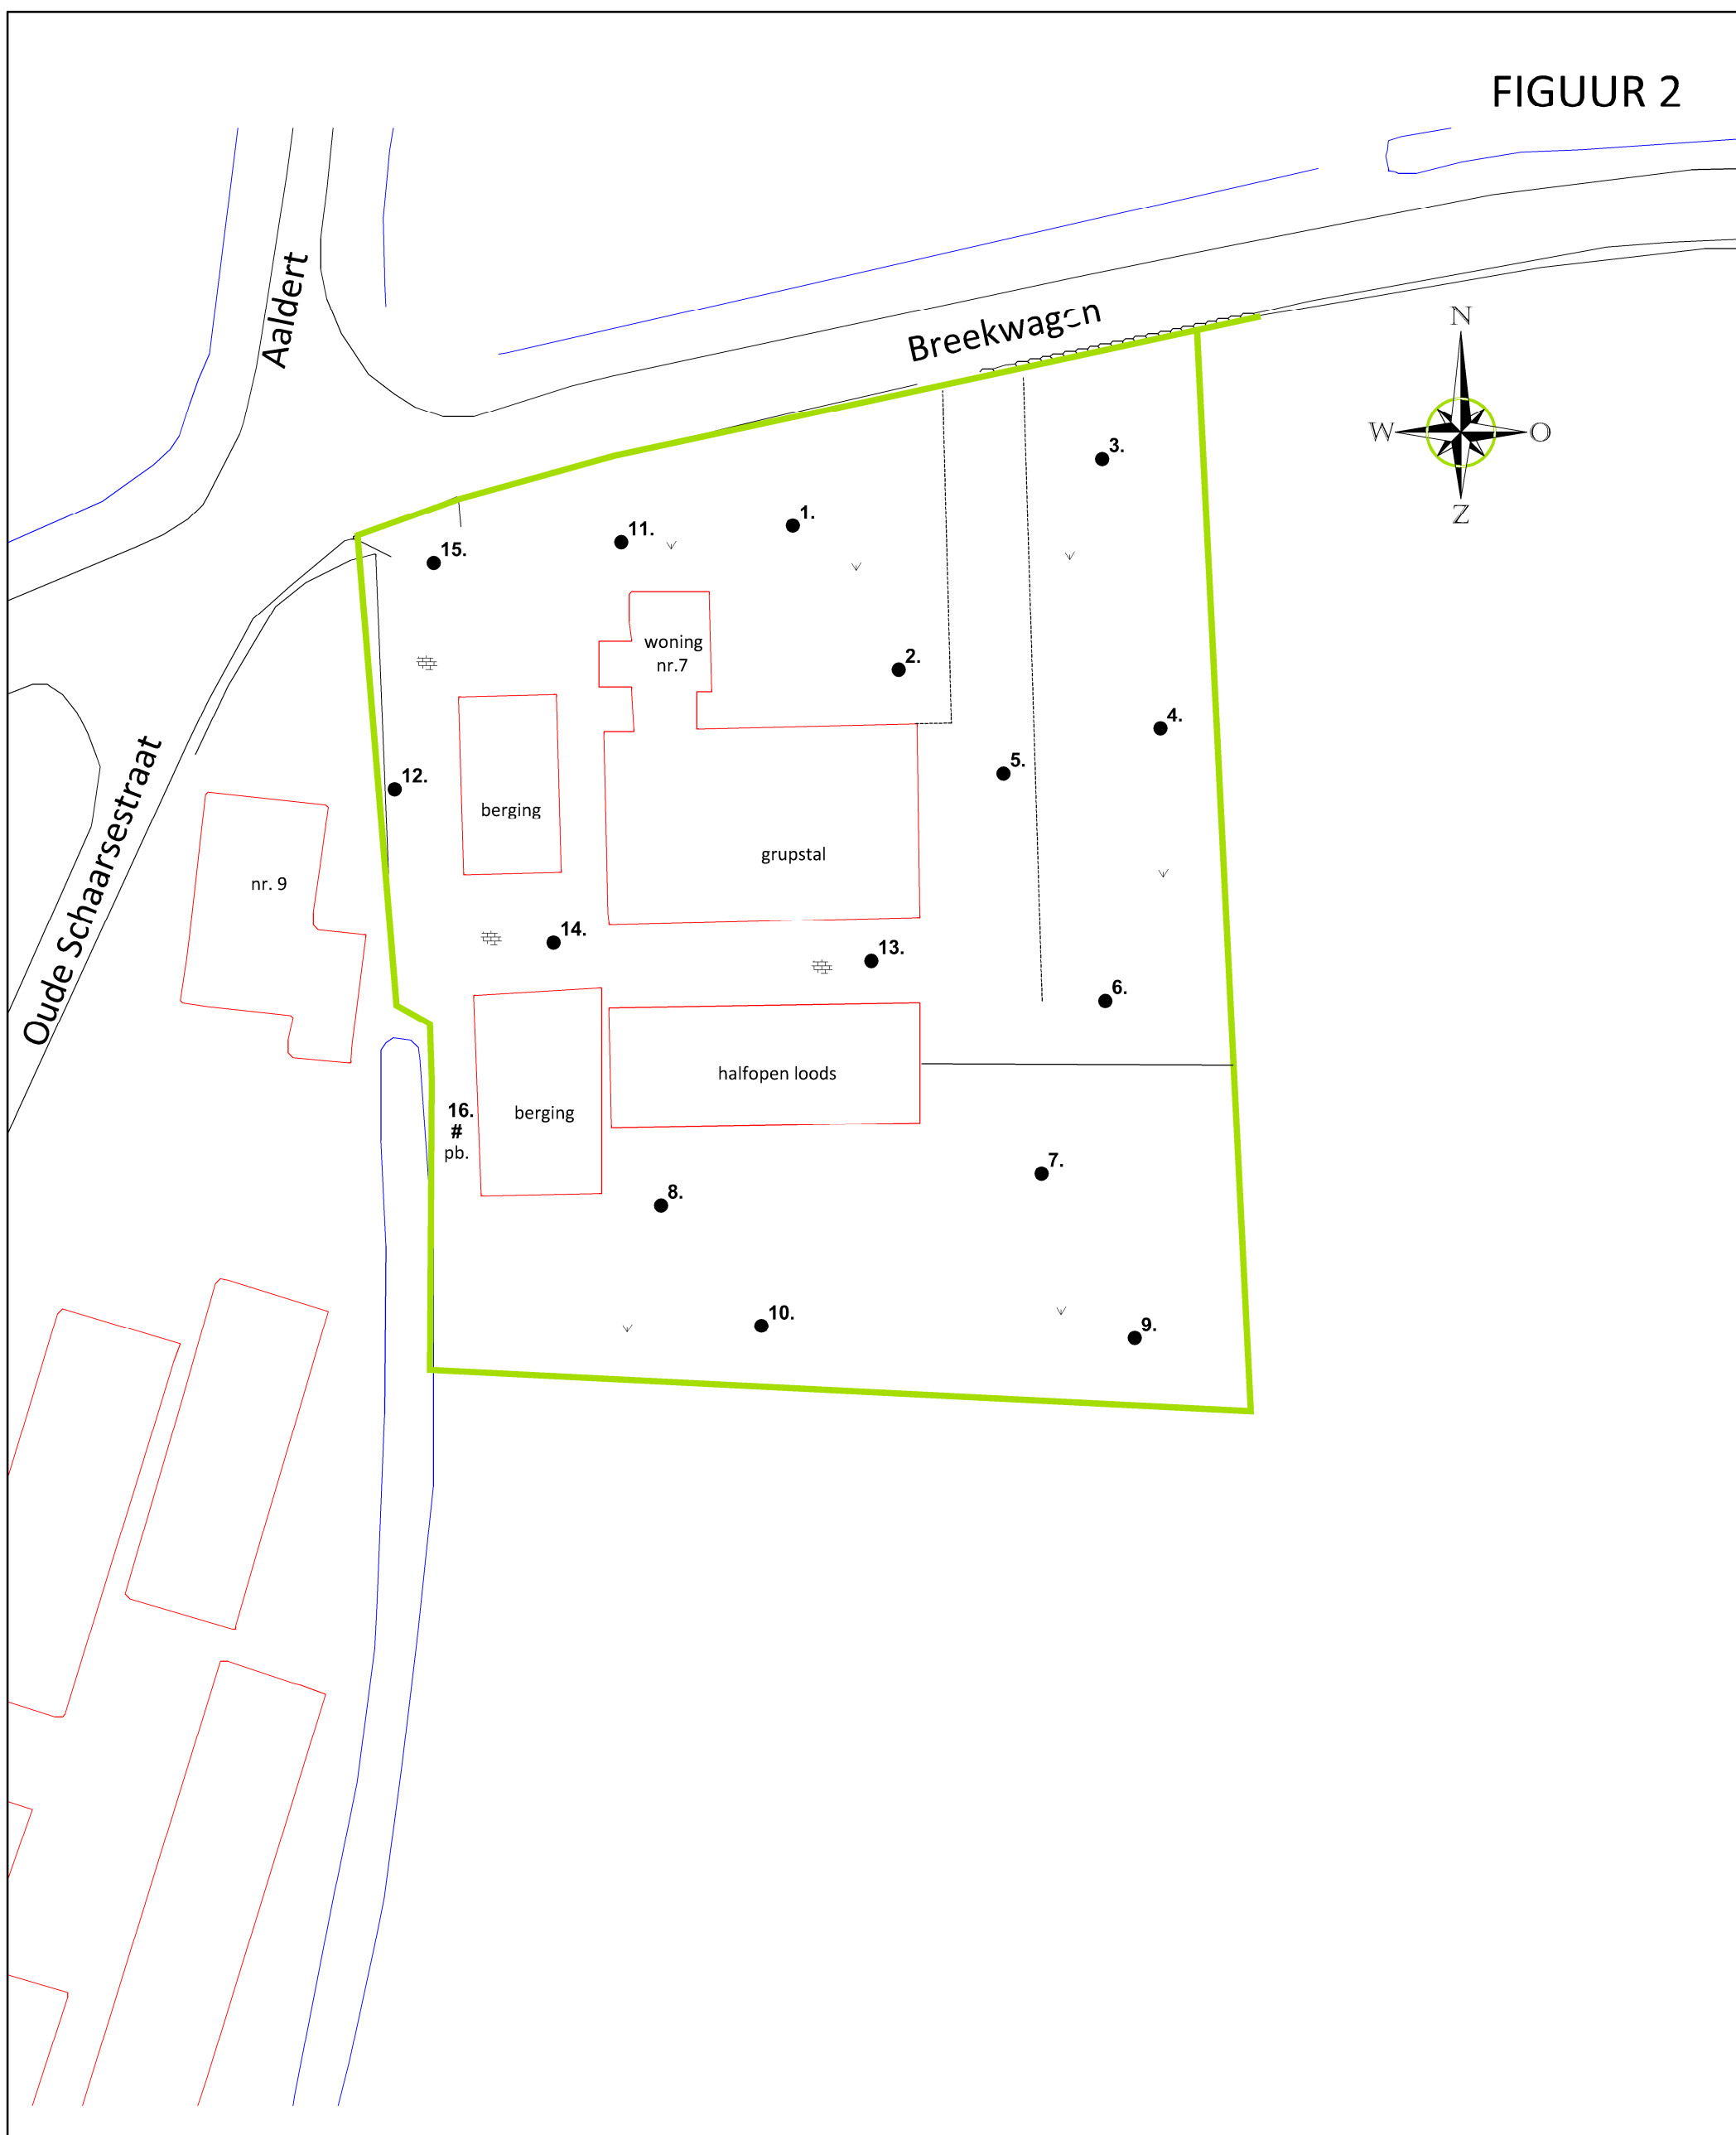 FIGUUR 2
Aaldert
Breekwagen
N
W
O
Z
3.
1.
11.
15.
woning
nr.7
2.
4.
5.
12.
berging
grupstal
nr. 9
Oude Schaarsestraat
14.
13.
6.
halfopen loods
16.
#
pb.
berging
7.
8.
10.
9.